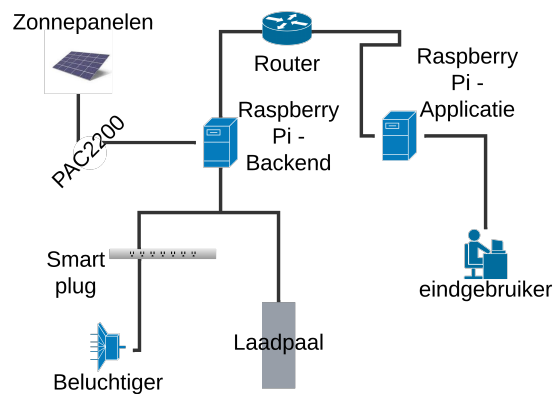 Zonnepanelen
Router
Raspberry
Pi -
Applicatie
PAC2200
Raspberry
Pi -
Backend
Smart
plug
eindgebruiker
Laadpaal
Beluchtiger